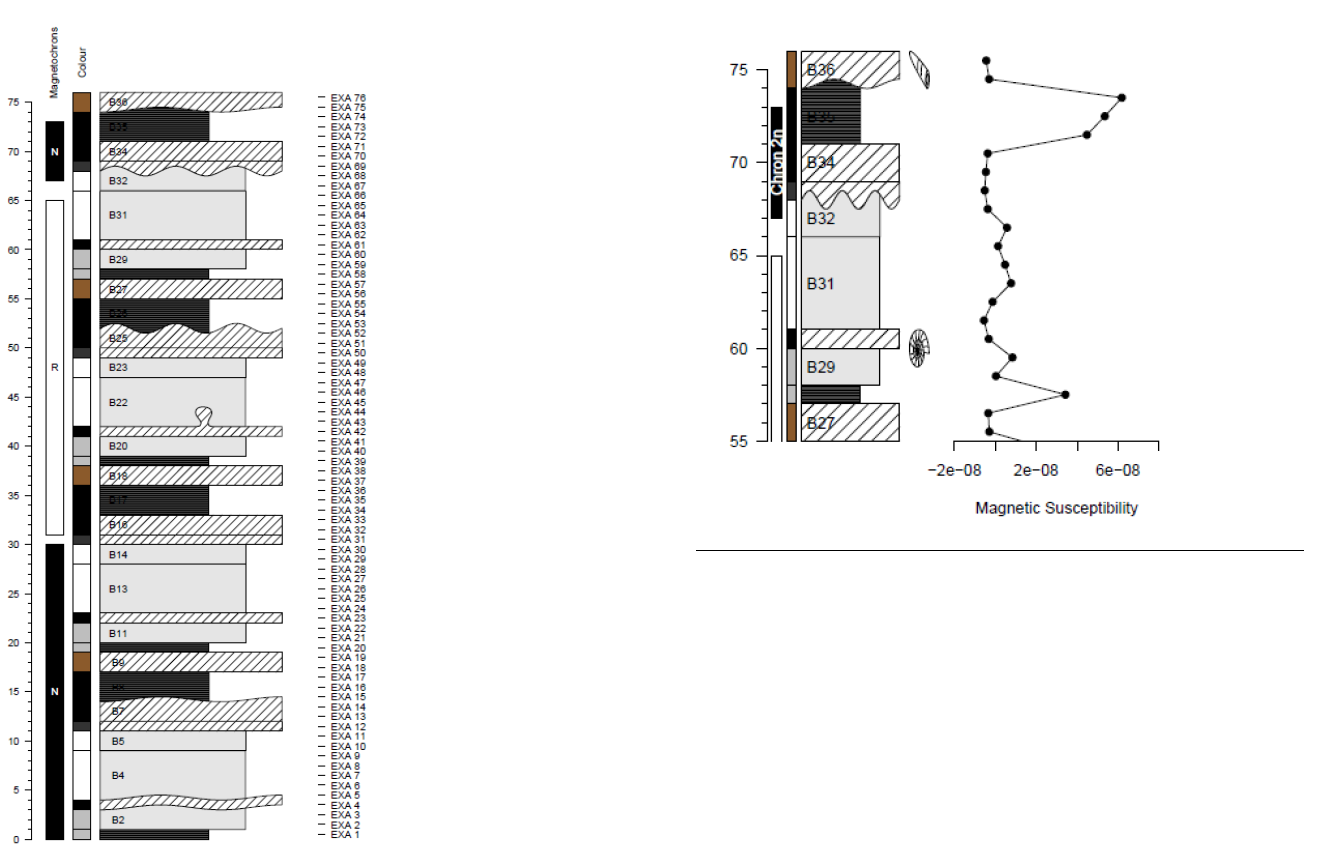 Magnetochrons
Colour
75
70
65
60
55
50
45
40
35
30
25
20
15
10
5
0
N
R
N
B36
B35
B34
B32
B31
B29
B27
B26
B25
B23
B22
B20
B18
B17
B16
B14
B13
B11
B9
B8
B7
B5
B4
B2
EXA 76
EXA 75
EXA 74
EXA 73
EXA 72
EXA 71
EXA 70
EXA 69
EXA 68
EXA 67
EXA 66
EXA 65
EXA 64
EXA 63
EXA 62
EXA 61
EXA 60
EXA 59
EXA 58
EXA 57
EXA 56
EXA 55
EXA 54
EXA 53
EXA 52
EXA 51
EXA 50
EXA 49
EXA 48
EXA 47
EXA 46
EXA 45
EXA 44
EXA 43
EXA 42
EXA 41
EXA 40
EXA 39
EXA 38
EXA 37
EXA 36
EXA 35
EXA 34
EXA 33
EXA 32
EXA 31
EXA 30
EXA 29
EXA 28
EXA 27
EXA 26
EXA 25
EXA 24
EXA 23
EXA 22
EXA 21
EXA 20
EXA 19
EXA 18
EXA 17
EXA 16
EXA 15
EXA 14
EXA 13
EXA 12
EXA 11
EXA 10
EXA 9
EXA 8
EXA 7
EXA 6
EXA 5
EXA 4
EXA 3
EXA 2
EXA 1
75
70
65
60
55
Chron 2n
B36
B35
B34
B32
B31
B29
B27
−2e−08 2e−08 6e−08
Magnetic Susceptibility